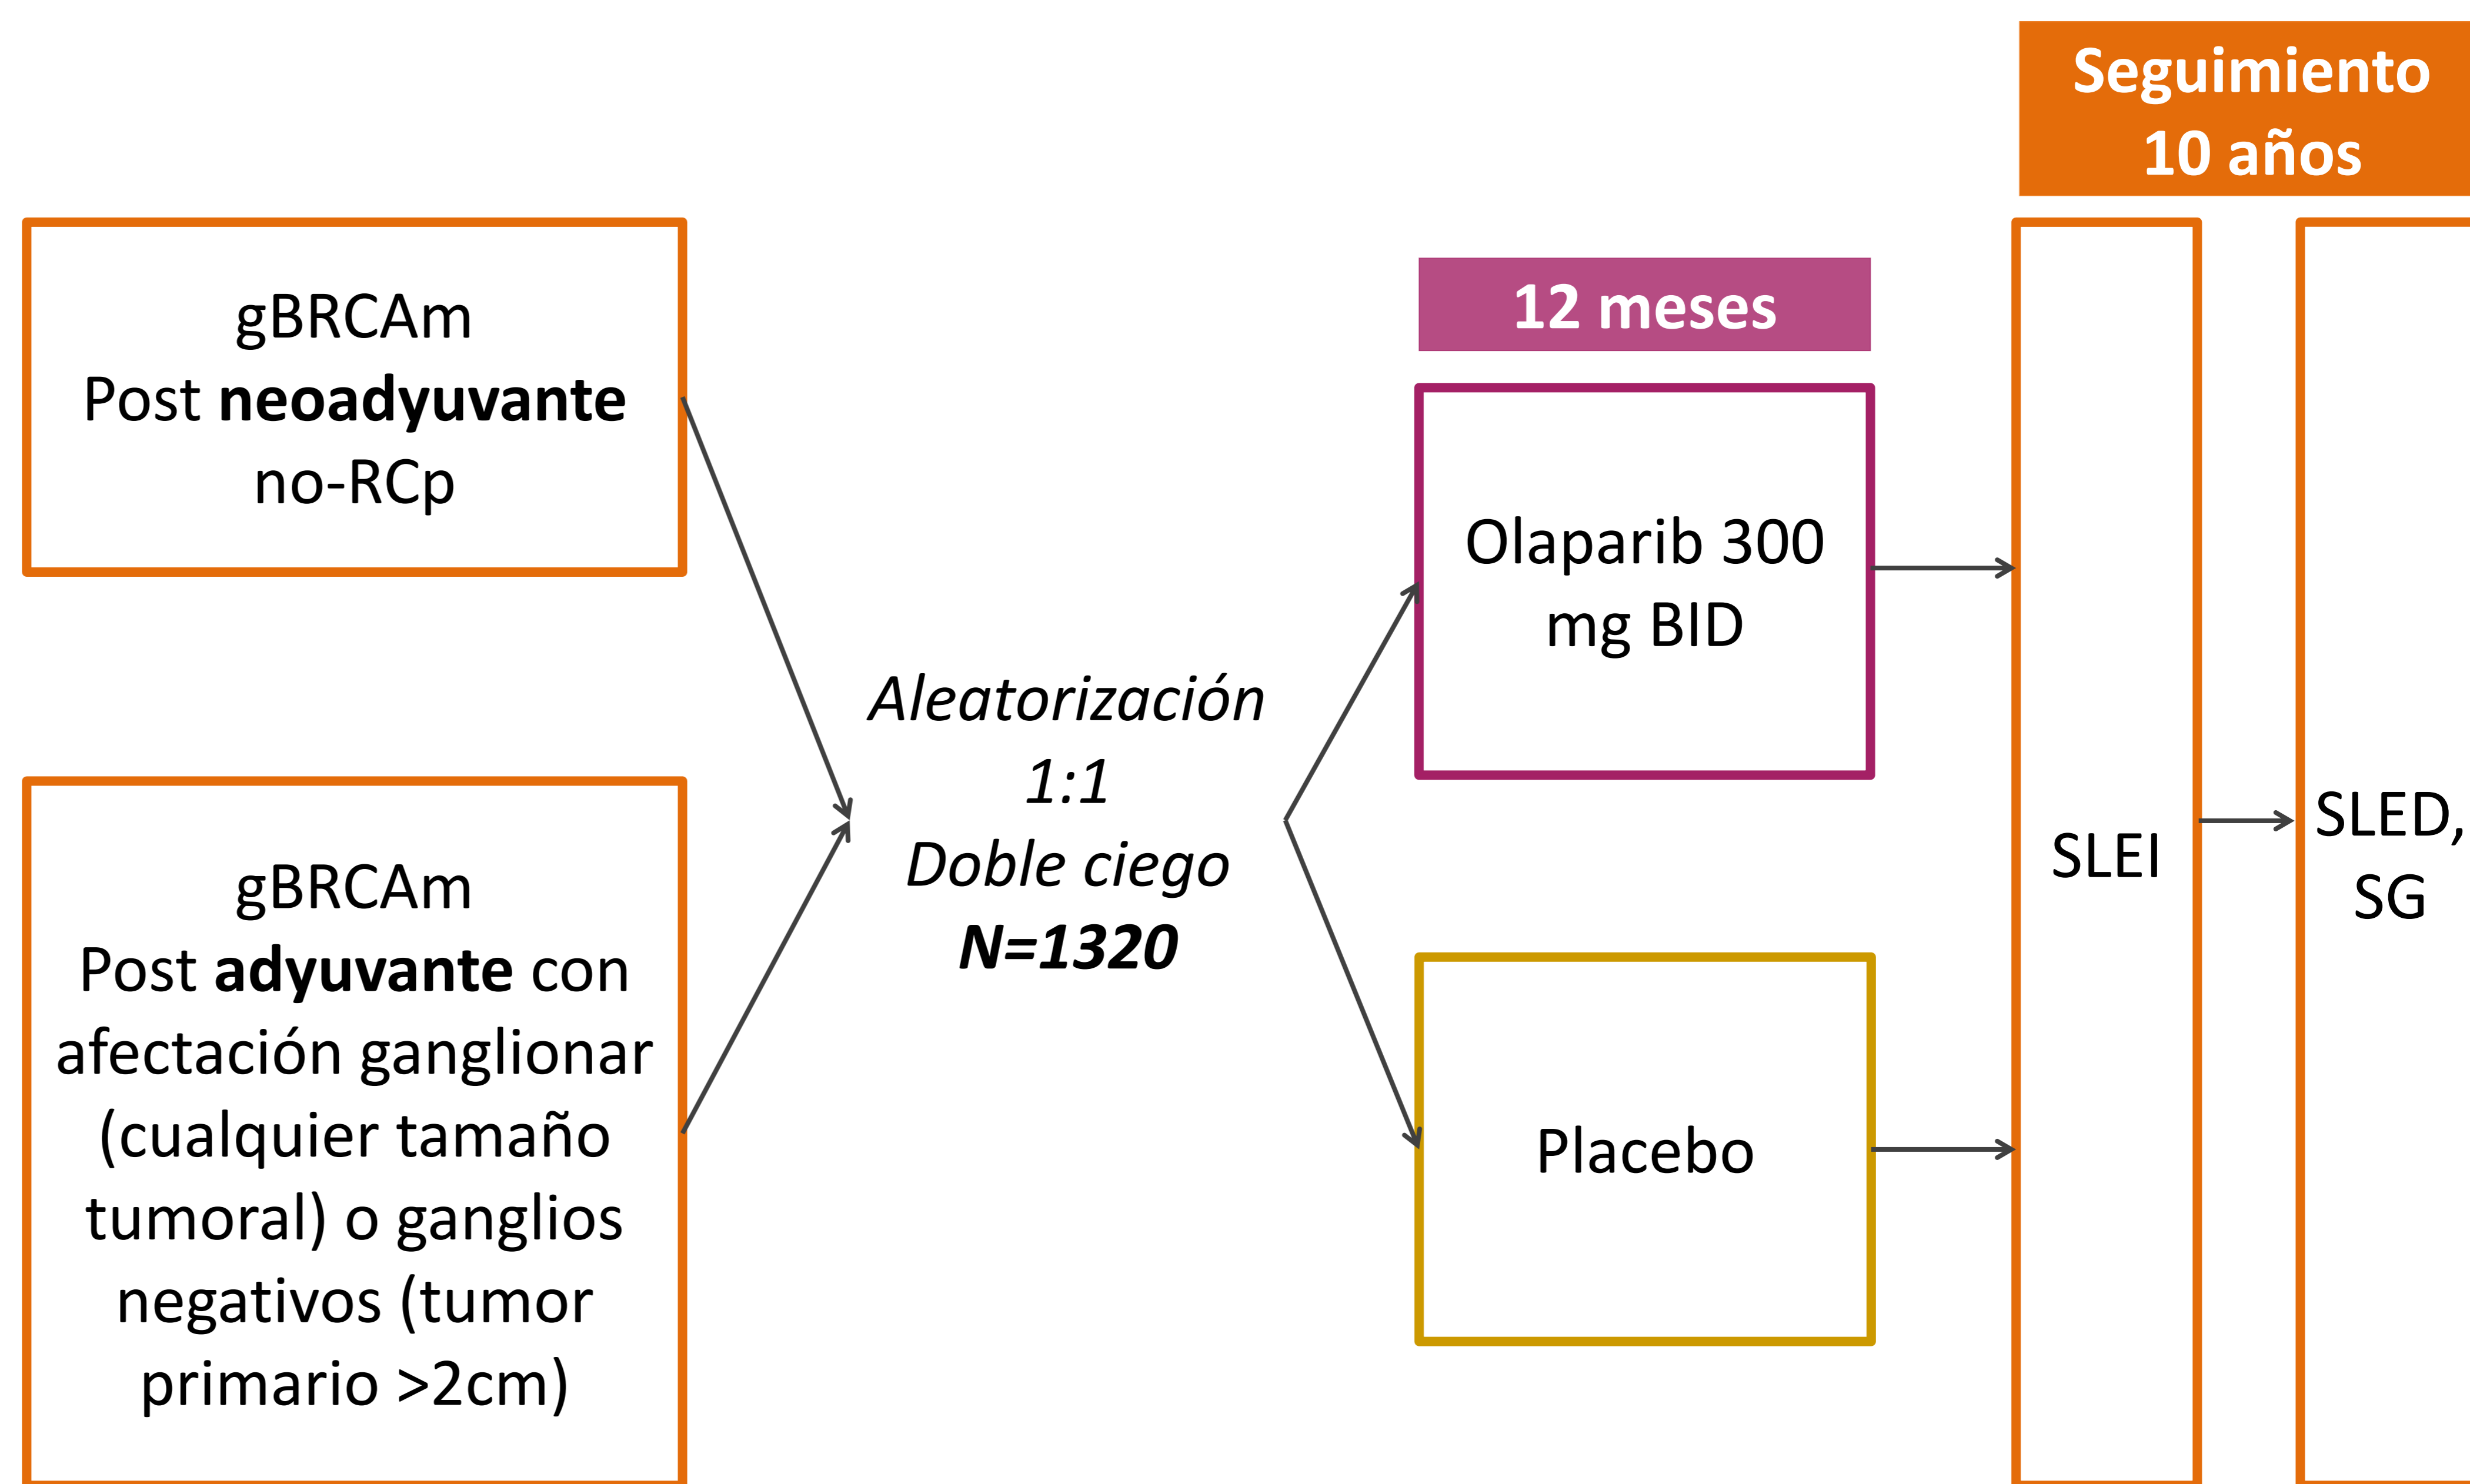 Seguimiento
10 años
gBRCAm
Post neoadyuvante
no-RCp
gBRCAm
Post adyuvante con
afectación ganglionar
(cualquier tamaño
tumoral) o ganglios
negativos (tumor
primario >2cm)
Aleatorización
1:1
Doble ciego
N=1320
12 meses
Olaparib 300
mg BID
Placebo
SLEI
SLED,
SG